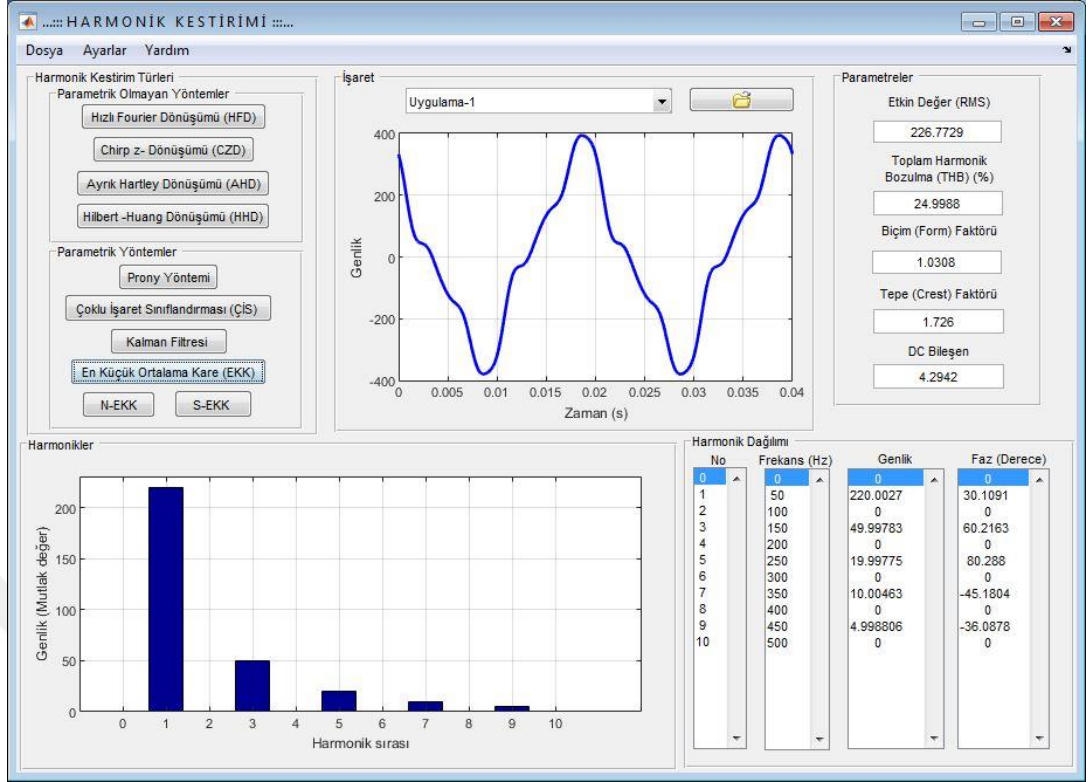 ...::: HARMONİK KESTİRİMİ :::...
Dosya Ayarlar Yardım
Harmonik Kestirim Türleri
Parametrik Olmayan Yöntemler
Hızlı Fourier Dönüşümü (HFD)
Chirp z- Dönüşümü (CZD)
Ayrık Hartley Dönüşümü (AHD)
Hilbert -Huang Dönüşümü (HHD)
Parametrik Yöntemler
Prony Yöntemi
Çoklu İşaret Sınıflandırması (ÇİS)
Kalman Filtresi
En Küçük Ortalama Kare (EKK)
N-EKK S-EKK
İşaret
Uygulama-1
400
200
0
-200
-400
Genlik
0 0.005 0.01 0.015 0.02 0.025 0.03 0.035 0.04
Zaman (s)
Parametreler
Etkin Değer (RMS)
226.7729
Toplam Harmonik
Bozulma (THB) (%)
24.9988
Biçim (Form) Faktörü
1.0308
Tepe (Crest) Faktörü
1.726
DC Bileşen
4.2942
Harmonikler
200
150
100
50
0
Genlik (Mutlak değer)
0 1 2 3 4 5 6 7 8 9 10
Harmonik sırası
Harmonik Dağılımı
No Frekans (Hz) Genlik Faz (Derece)
0 0 0 0
1 50 220.0027 30.1091
2 100 0 0
3 150 49.99783 60.2163
4 200 0 0
5 250 19.99775 80.288
6 300 0 0
7 350 10.00463 -45.1804
8 400 0 0
9 450 4.998806 -36.0878
10 500 0 0